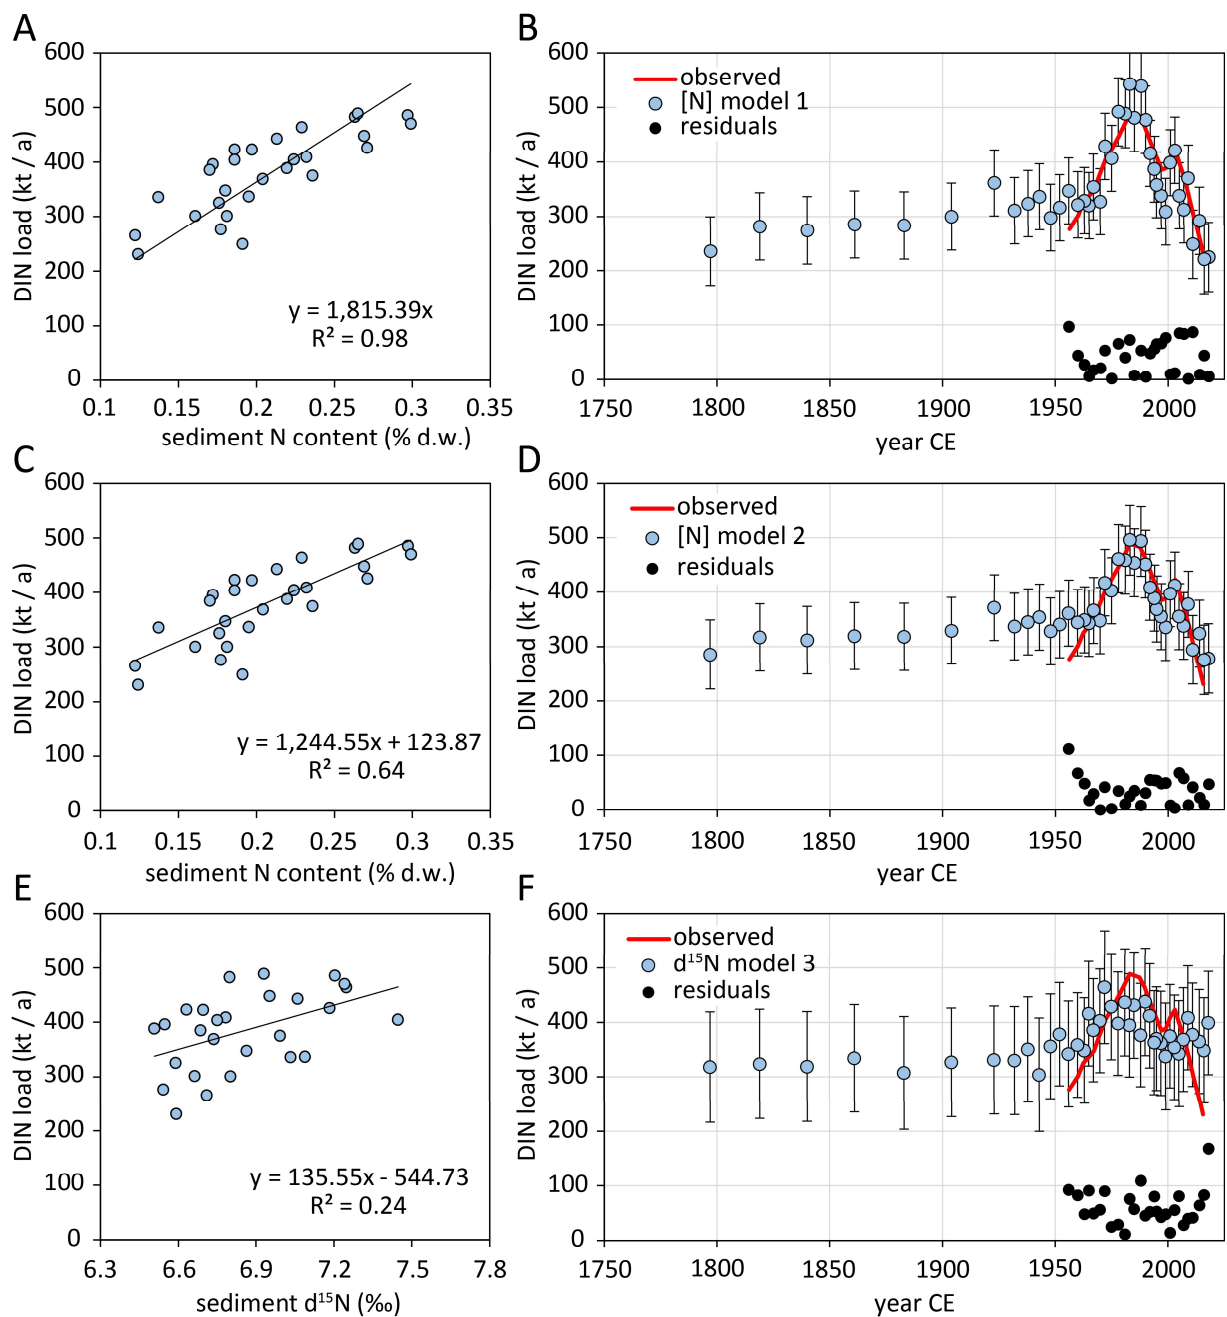 A
600
500
400
300
200
100
0
DIN load (kt / a)
y = 1,815.39x
R² = 0.98
0.1 0.15 0.2 0.25 0.3 0.35
sediment N content (% d.w.)
B
600
500
400
300
200
100
0
DIN load (kt / a)
observed
[N] model 1
residuals
1750 1800 1850 1900 1950 2000
year CE
C
600
500
400
300
200
100
0
DIN load (kt / a)
y = 1,244.55x + 123.87
R² = 0.64
0.1 0.15 0.2 0.25 0.3 0.35
sediment N content (% d.w.)
D
600
500
400
300
200
100
0
DIN load (kt / a)
observed
[N] model 2
residuals
1750 1800 1850 1900 1950 2000
year CE
E
600
500
400
300
200
100
0
DIN load (kt / a)
y = 135.55x - 544.73
R² = 0.24
6.3 6.6 6.9 7.2 7.5 7.8
sediment d¹⁵N (‰)
F
600
500
400
300
200
100
0
DIN load (kt / a)
observed
d¹⁵N model 3
residuals
1750 1800 1850 1900 1950 2000
year CE